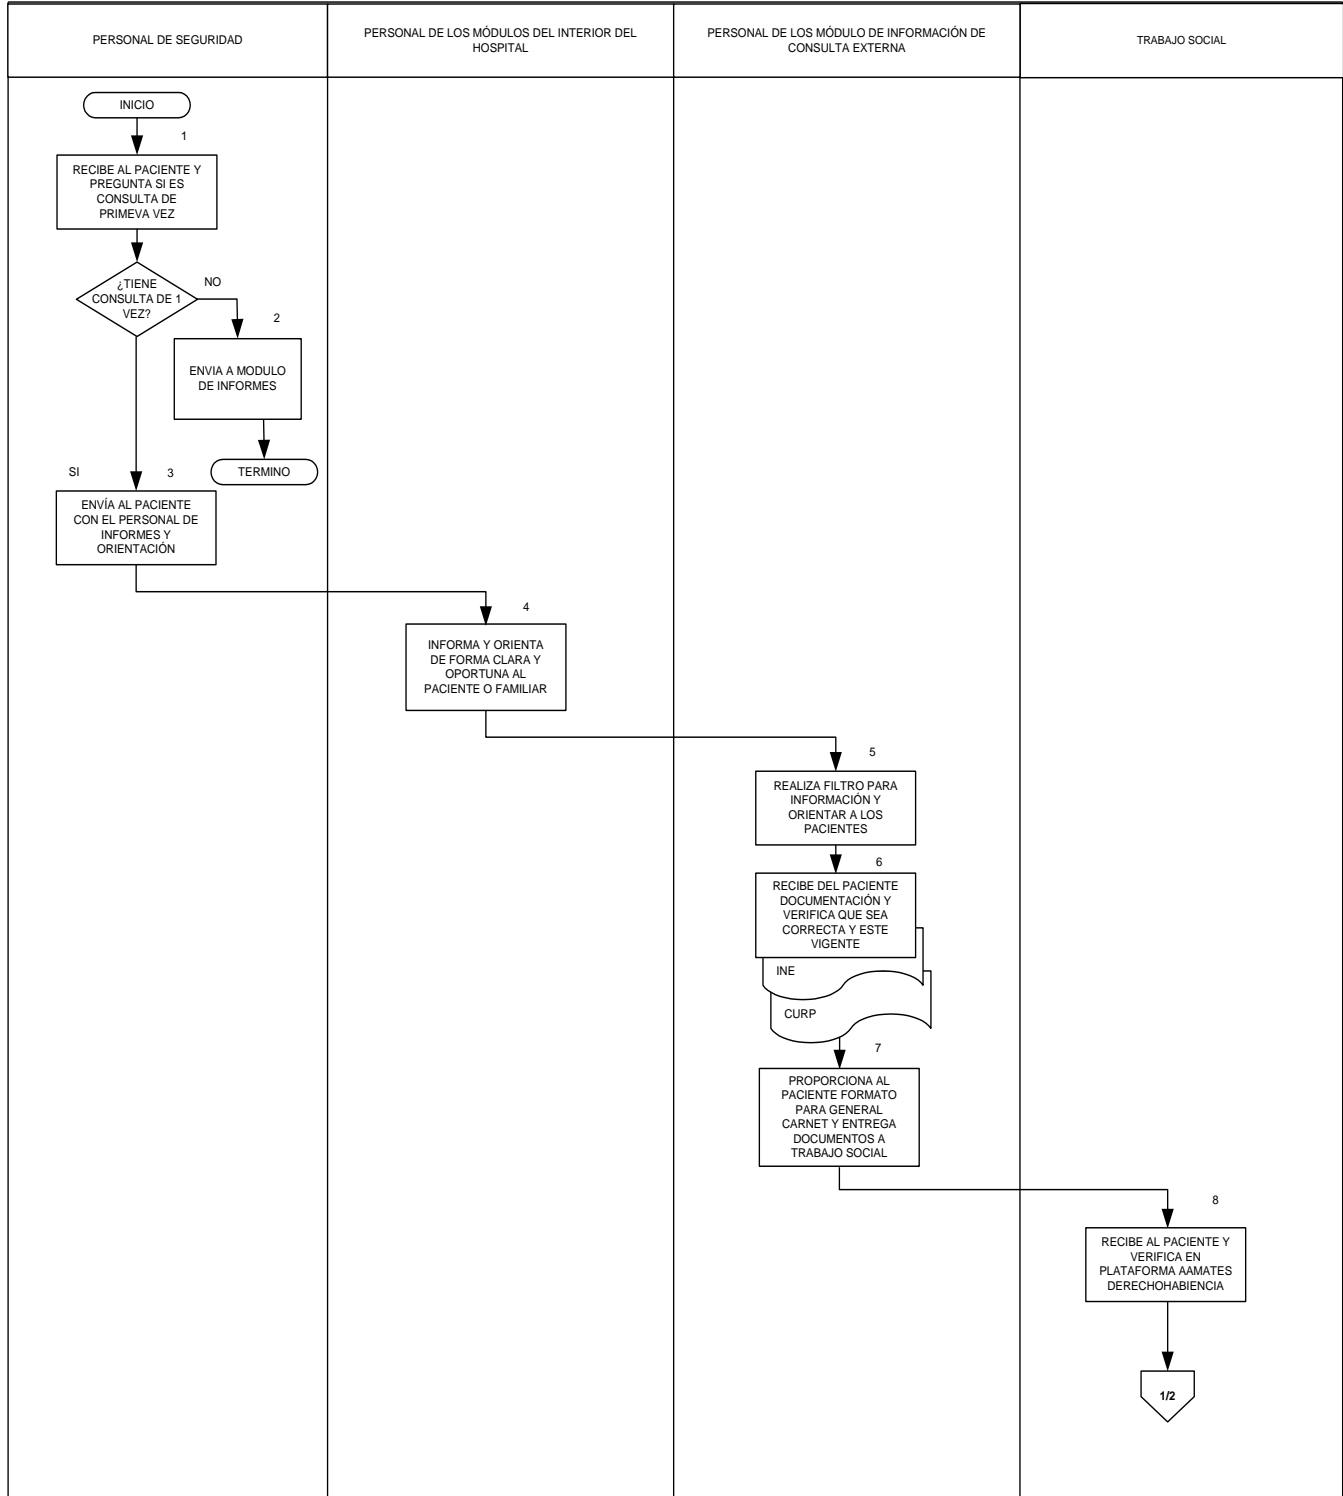 PERSONAL DE SEGURIDAD
PERSONAL DE LOS MÓDULOS DEL INTERIOR DEL
HOSPITAL
PERSONAL DE LOS MÓDULO DE INFORMACIÓN DE
CONSULTA EXTERNA
TRABAJO SOCIAL
INICIO
1
RECIBE AL PACIENTE Y
PREGUNTA SI ES
CONSULTA DE
PRIMEVA VEZ
¿TIENE
CONSULTA DE 1
VEZ?
NO
2
ENVIA A MODULO
DE INFORMES
TERMINO
SI
3
ENVÍA AL PACIENTE
CON EL PERSONAL DE
INFORMES Y
ORIENTACIÓN
4
INFORMA Y ORIENTA
DE FORMA CLARA Y
OPORTUNA AL
PACIENTE O FAMILIAR
5
REALIZA FILTRO PARA
INFORMACIÓN Y
ORIENTAR A LOS
PACIENTES
6
RECIBE DEL PACIENTE
DOCUMENTACIÓN Y
VERIFICA QUE SEA
CORRECTA Y ESTE
VIGENTE
INE
CURP
7
PROPORCIONA AL
PACIENTE FORMATO
PARA GENERAL
CARNET Y ENTREGA
DOCUMENTOS A
TRABAJO SOCIAL
8
RECIBE AL PACIENTE Y
VERIFICA EN
PLATAFORMA AAMATES
DERECHOHABIENCIA
1/2